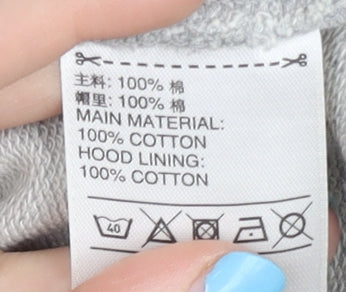 主料: 100% 棉
帽里: 100% 棉
MAIN MATERIAL:
100% COTTON
HOOD LINING:
100% COTTON
40